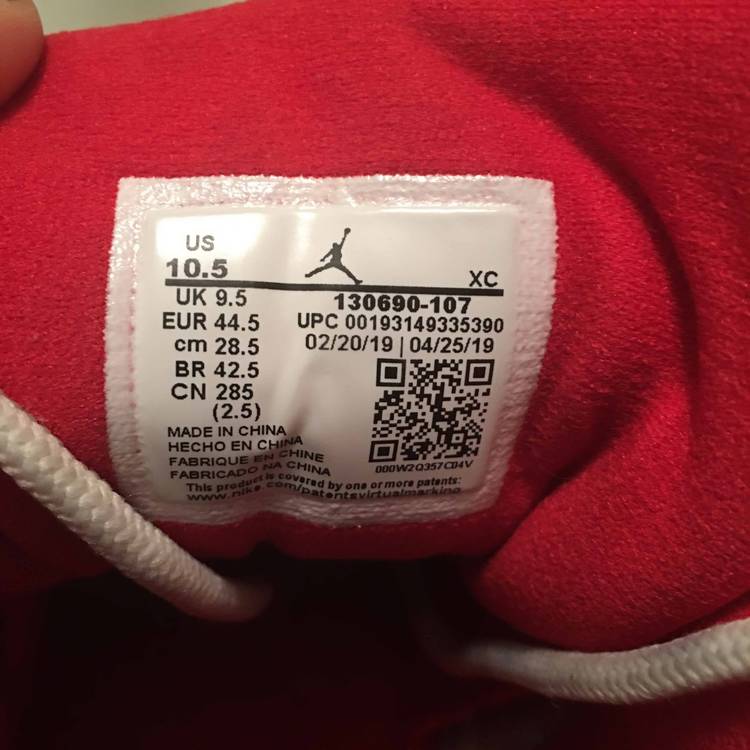 US
10.5
XC
UK 9.5
130690-107
EUR 44.5
UPC 00193149335390
cm 28.5
02/20/19 | 04/25/19
BR 42.5
CN 285
(2.5)
MADE IN CHINA
HECHO EN CHINA
FABRIQUE EN CHINE
FABRICADO NA CHINA
000W2Q357C04V
This product is covered by one or more patents:
www.nike.com/patentsvirtualmarking